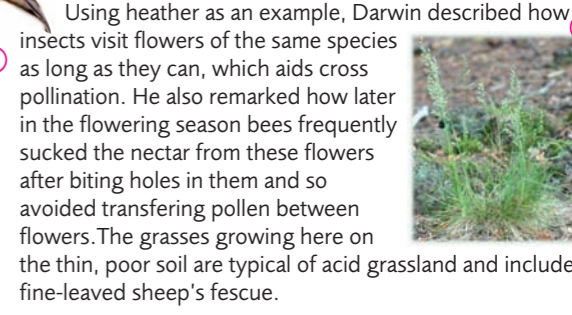 Using heather as an example, Darwin described how
insects visit flowers of the same species
as long as they can, which aids cross
pollination. He also remarked how later
in the flowering season bees frequently
sucked the nectar from these flowers
after biting holes in them and so
avoided transfering pollen between
flowers.The grasses growing here on
the thin, poor soil are typical of acid grassland and include
fine-leaved sheep's fescue.